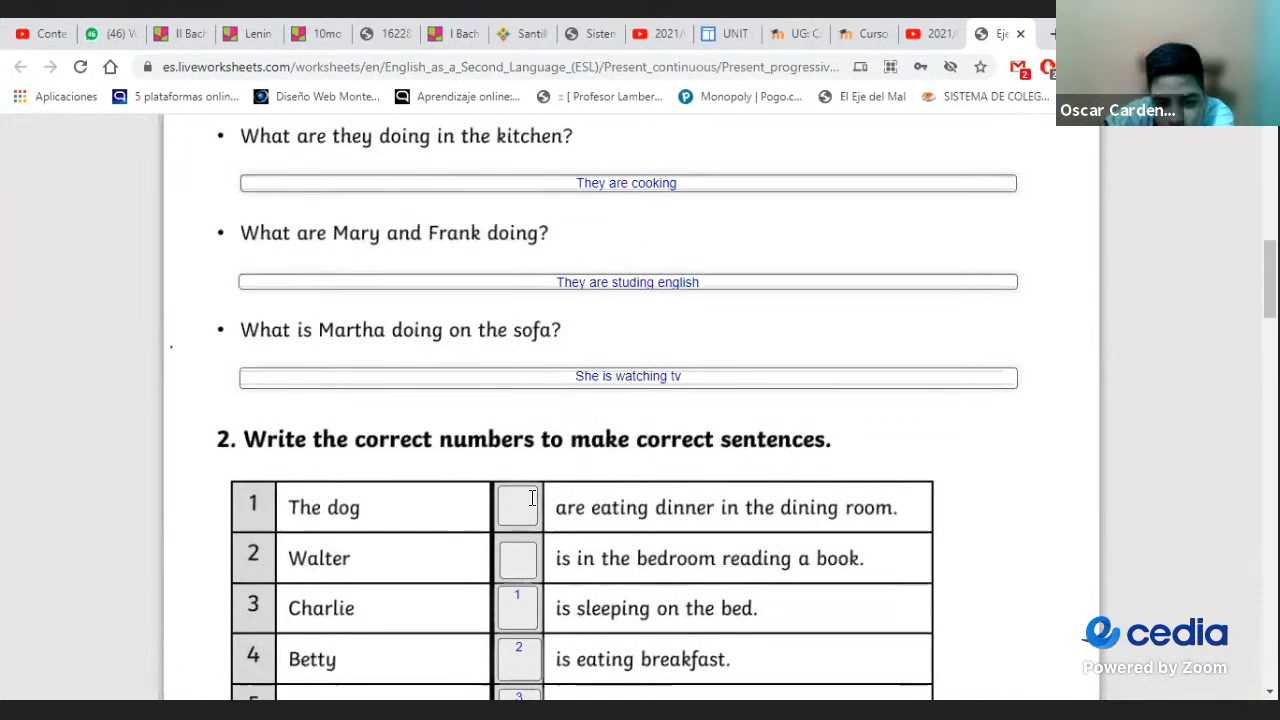 Conte
(46) W
II Bach
Lenin
10mo
16228
I Bach
Santill
Sisten
2021/
UNIT
UG: C
Curso
2021/
Eje
es.liveworksheets.com/worksheets/en/English_as_a_Second_Language_(ESL)/Present_continuous/Present_progressiv...
2
Aplicaciones
5 plataformas onlin...
Diseño Web Monte...
Aprendizaje online:...
:: [ Profesor Lamber...
Monopoly | Pogo.c...
El Eje del Mal
SISTEMA DE COLEG...
Oscar Carden...
• What are they doing in the kitchen?
They are cooking
• What are Mary and Frank doing?
They are studing english
• What is Martha doing on the sofa?
She is watching tv
2. Write the correct numbers to make correct sentences.
1 The dog are eating dinner in the dining room.
2 Walter is in the bedroom reading a book.
3 Charlie 1 is sleeping on the bed.
4 Betty 2 is eating breakfast.
3
cedia
Powered by Zoom